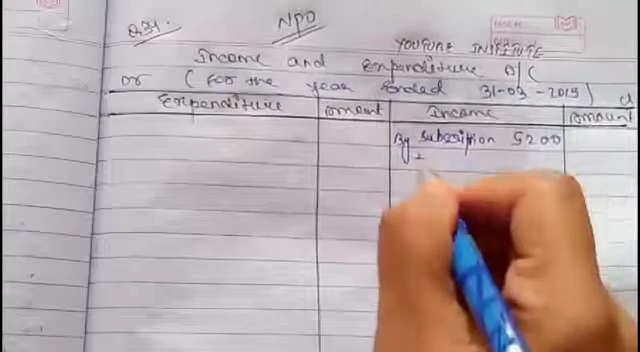 Q.34.
NPO
YOUTUBE INSTITUTE
Income and Expenditure A/C
Dr (For the year ended 31-03-2019)
Expenditure Amount Income Amount
By Subscription 5200
+